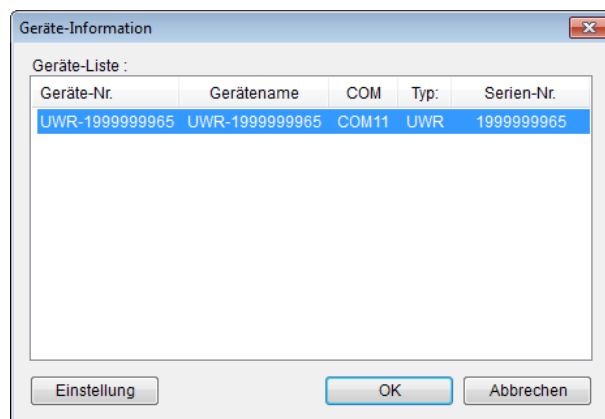 Geräte-Information
Geräte-Liste :
Geräte-Nr. Gerätename COM Typ: Serien-Nr.
UWR-1999999965 UWR-1999999965 COM11 UWR 1999999965
Einstellung OK Abbrechen